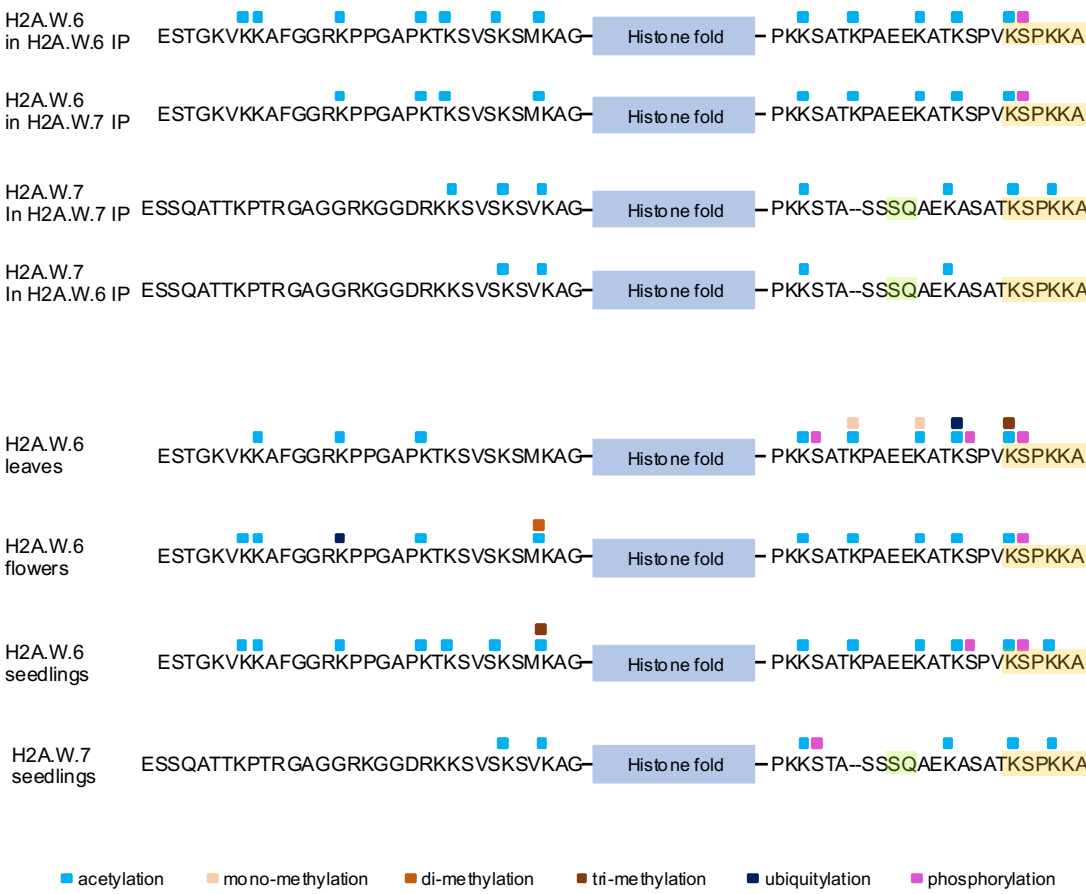 H2A.W.6
in H2A.W.6 IP
ESTGKVKKAFGGRKPPGAPKTKSVSKSMKAG
Histone fold
PKKSATKPAEEKATKSPVKSPKKA
H2A.W.6
in H2A.W.7 IP
ESTGKVKKAFGGRKPPGAPKTKSVSKSMKAG
Histone fold
PKKSATKPAEEKATKSPVKSPKKA
H2A.W.7
In H2A.W.7 IP
ESSQATTKPTRGAGGRKGGDRKKSVSKSVKAG
Histone fold
PKKSTA--SSSQAEKASATKSPKKA
H2A.W.7
In H2A.W.6 IP
ESSQATTKPTRGAGGRKGGDRKKSVSKSVKAG
Histone fold
PKKSTA--SSSQAEKASATKSPKKA
H2A.W.6
leaves
ESTGKVKKAFGGRKPPGAPKTKSVSKSMKAG
Histone fold
PKKSATKPAEEKATKSPVKSPKKA
H2A.W.6
flowers
ESTGKVKKAFGGRKPPGAPKTKSVSKSMKAG
Histone fold
PKKSATKPAEEKATKSPVKSPKKA
H2A.W.6
seedlings
ESTGKVKKAFGGRKPPGAPKTKSVSKSMKAG
Histone fold
PKKSATKPAEEKATKSPVKSPKKA
H2A.W.7
seedlings
ESSQATTKPTRGAGGRKGGDRKKSVSKSVKAG
Histone fold
PKKSTA--SSSQAEKASATKSPKKA
acetylation mono-methylation di-methylation tri-methylation ubiquitylation phosphorylation